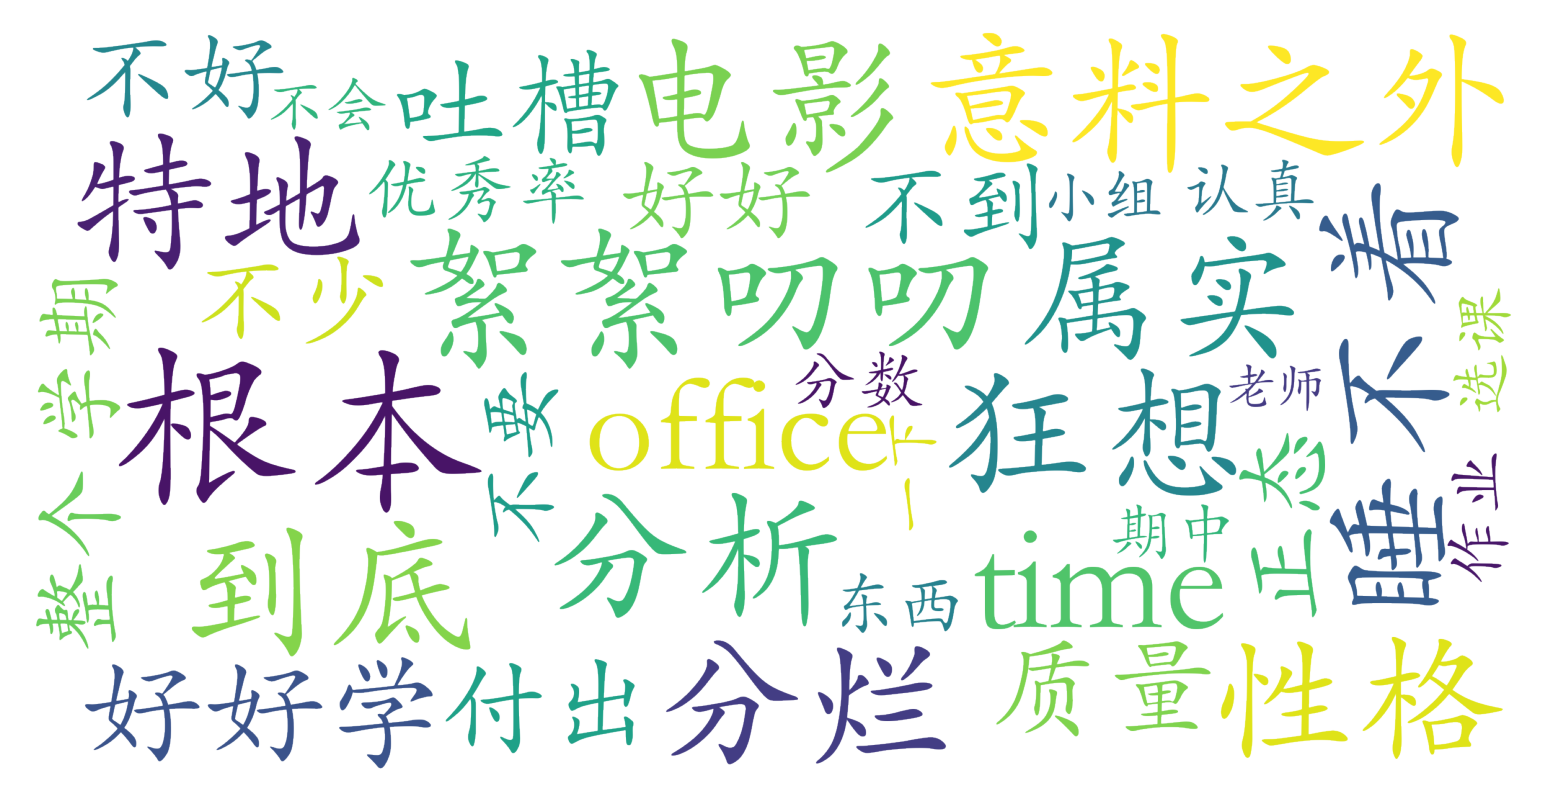 不好
不会
吐槽
电影
意料之外
特地
优秀率
好好
不到
小组
认真
睡不着
不少
絮絮叨叨
属实
整个学期
选课
根本
不要
office
分数
一下
狂想
老师
正态
到底
分析
期中
作业
东西
time
好好学
付出
分烂
质量
性格